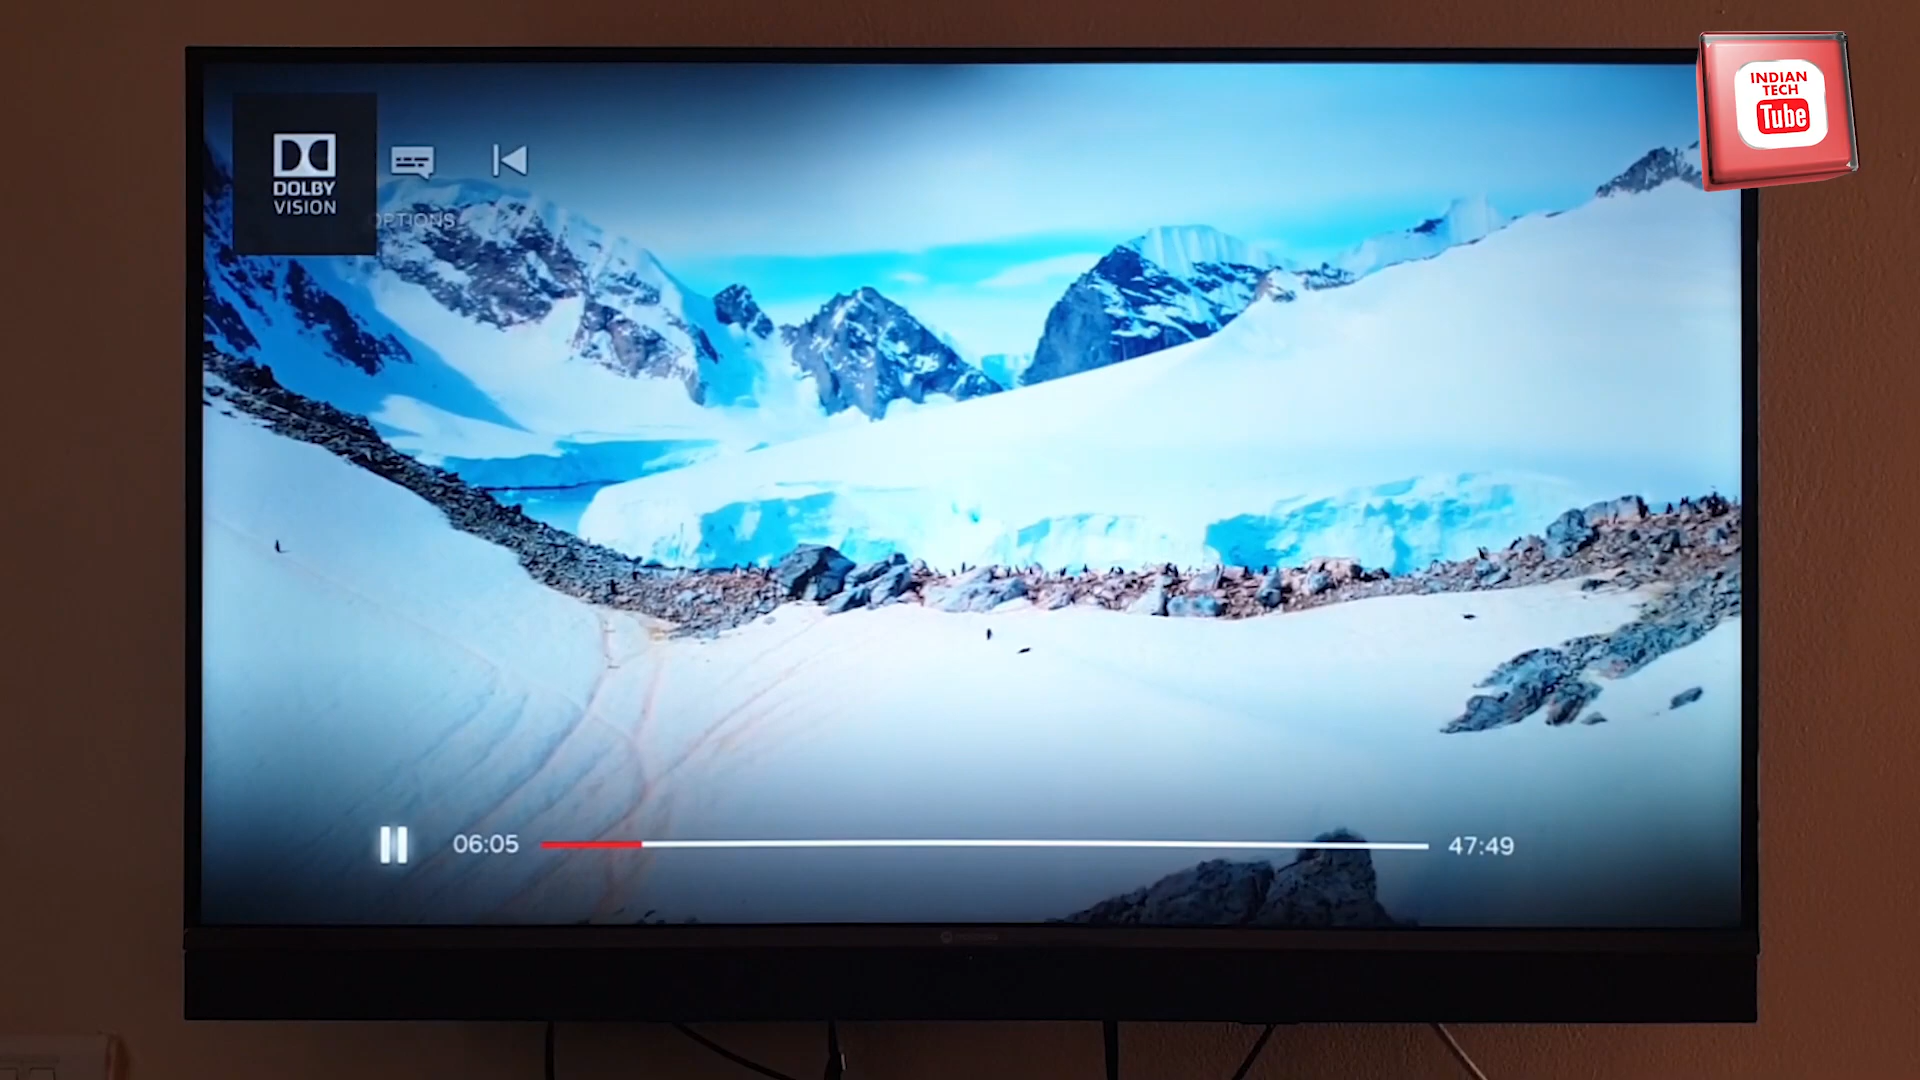 INDIAN
TECH
Tube
DOLBY
VISION
OPTIONS
06:05
47:49